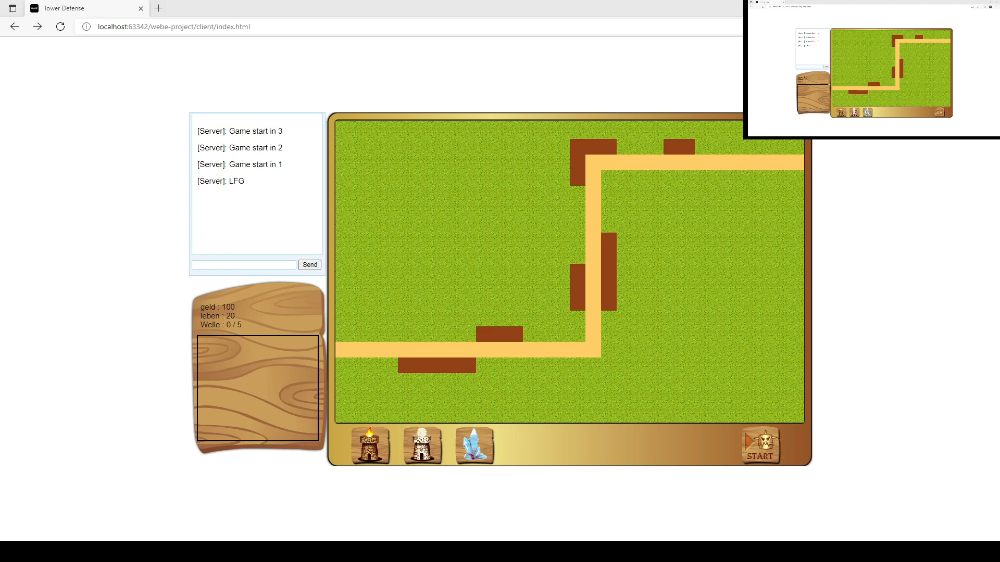 Tower Defense
localhost:63342/webe-project/client/index.html
[Server]: Game start in 3
[Server]: Game start in 2
[Server]: Game start in 1
[Server]: LFG
Send
geld : 100
leben : 20
Welle : 0 / 5
START